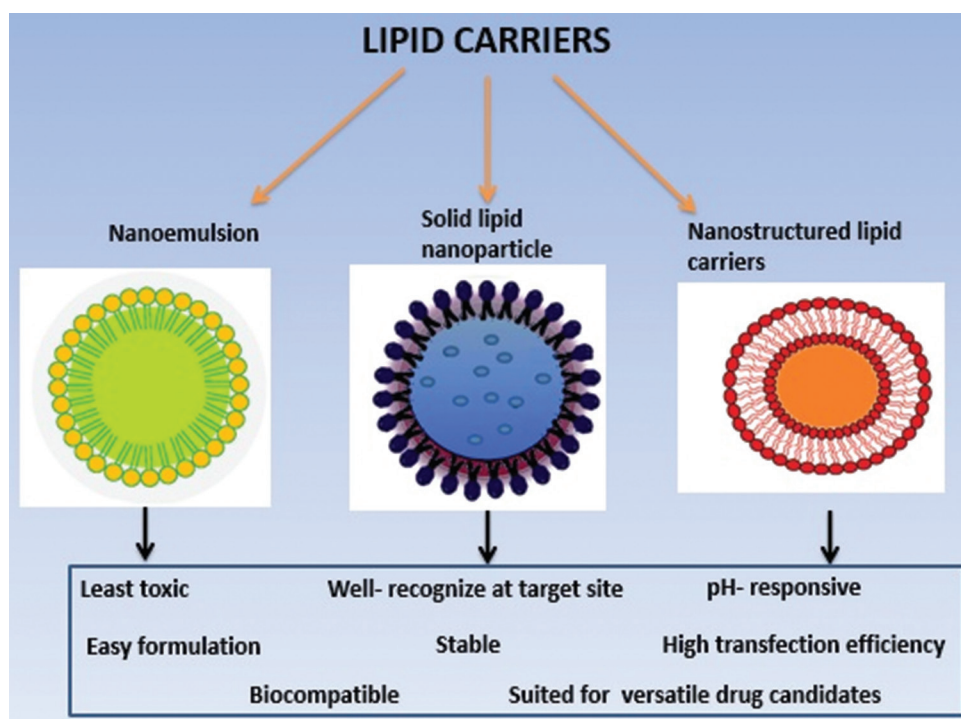 LIPID CARRIERS
Nanoemulsion
Solid lipid
nanoparticle
Nanostructured lipid
carriers
Least toxic
Well- recognize at target site
pH- responsive
Easy formulation
Stable
High transfection efficiency
Biocompatible
Suited for versatile drug candidates